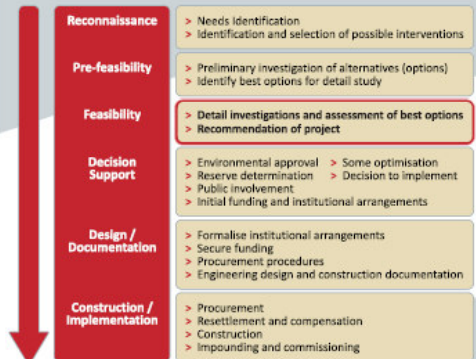 Reconnaissance
> Needs Identification
> Identification and selection of possible interventions
Pre-feasibility
> Preliminary investigation of alternatives (options)
> Identify best options for detail study
Feasibility
> Detail investigations and assessment of best options
> Recommendation of project
Decision
Support
> Environmental approval > Some optimisation
> Reserve determination > Decision to implement
> Public involvement
> Initial funding and institutional arrangements
Design /
Documentation
> Formalise institutional arrangements
> Secure funding
> Procurement procedures
> Engineering design and construction documentation
Construction /
Implementation
> Procurement
> Resettlement and compensation
> Construction
> Impounding and commissioning